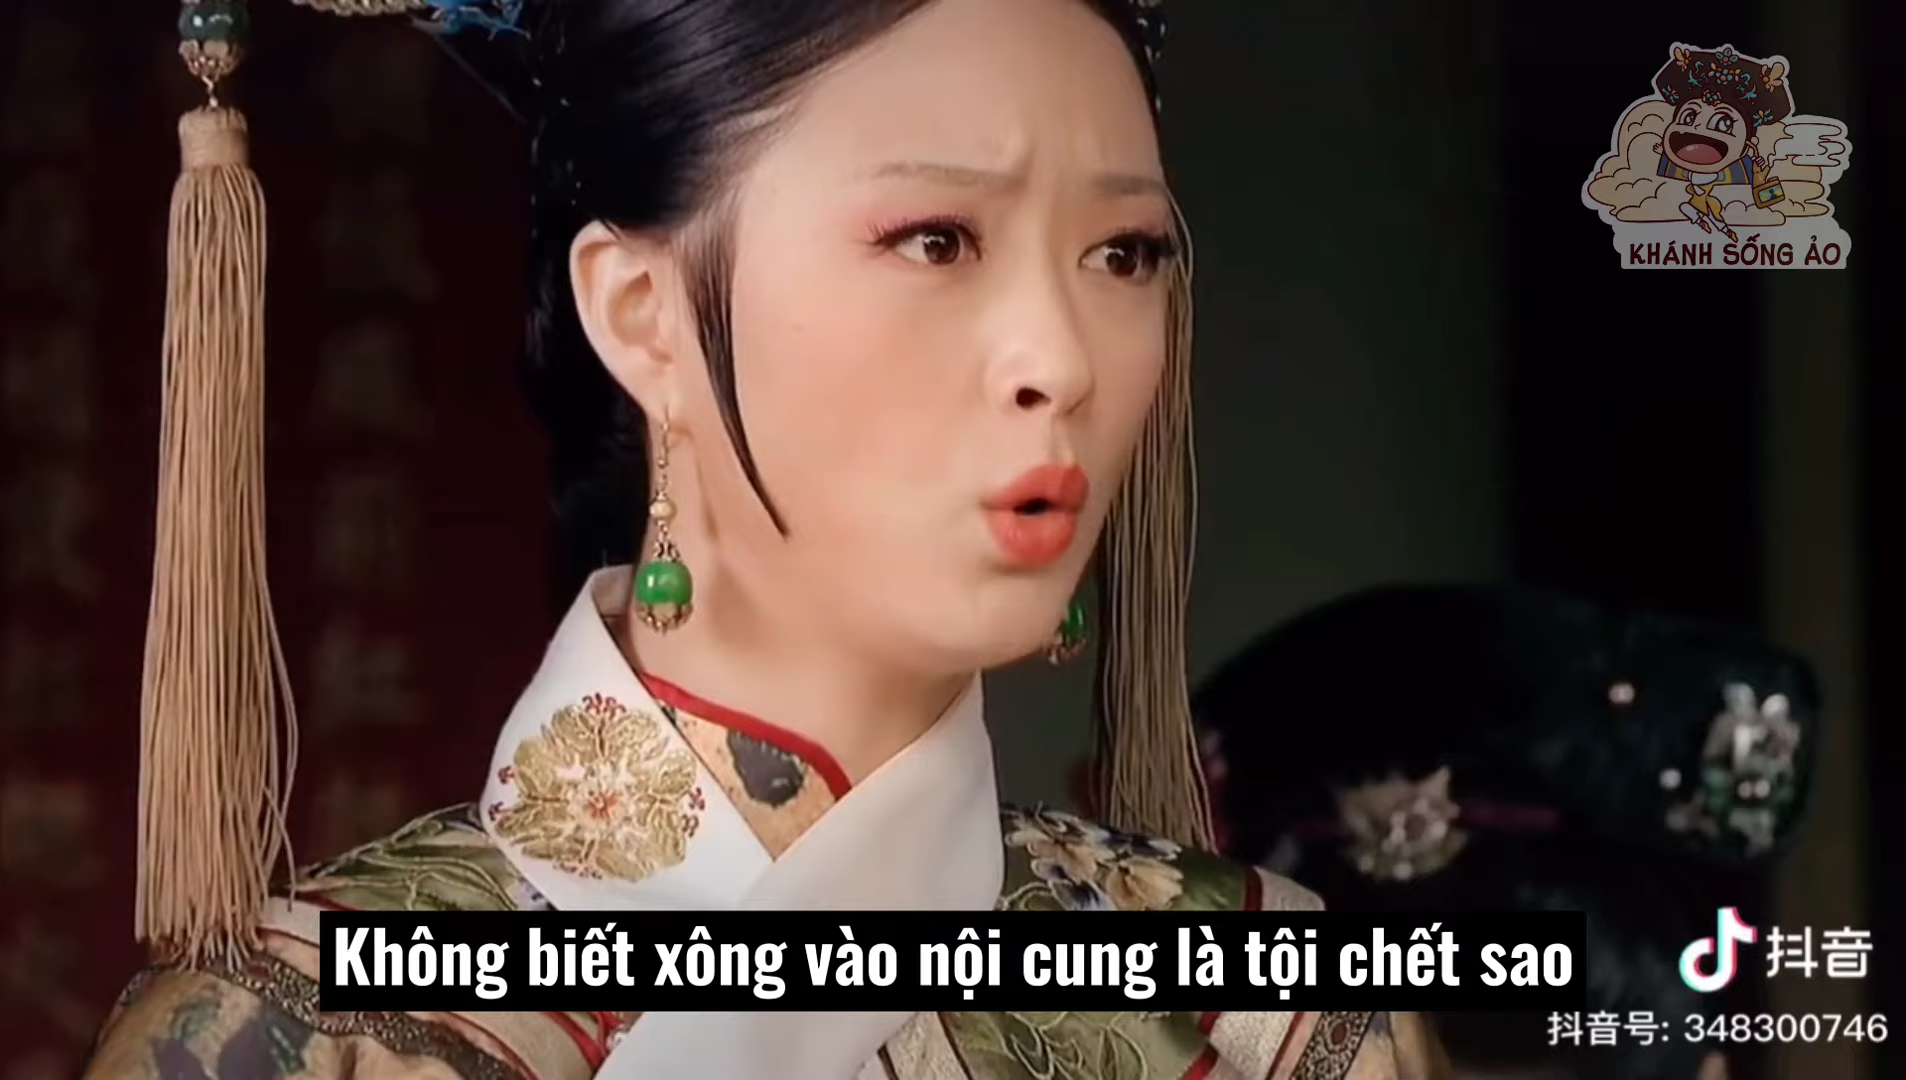 KHÁNH SỐNG ẢO
Không biết xông vào nội cung là tội chết sao
抖音
抖音号: 348300746